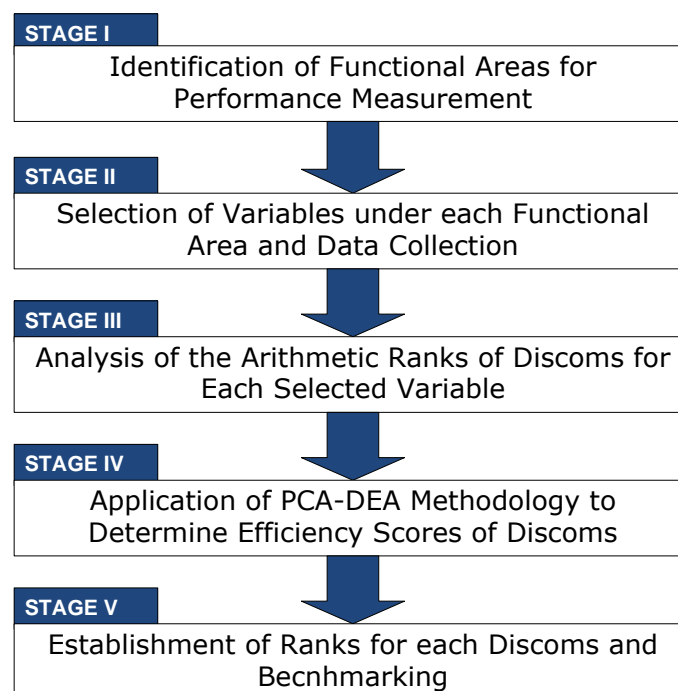 STAGE I
Identification of Functional Areas for
Performance Measurement
STAGE II
Selection of Variables under each Functional
Area and Data Collection
STAGE III
Analysis of the Arithmetic Ranks of Discoms for
Each Selected Variable
STAGE IV
Application of PCA-DEA Methodology to
Determine Efficiency Scores of Discoms
STAGE V
Establishment of Ranks for each Discoms and
Becnhmarking